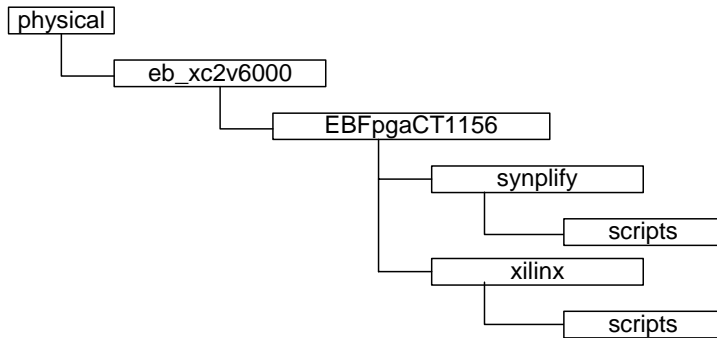 physical
eb_xc2v6000
EBFpgaCT1156
synplify
scripts
xilinx
scripts